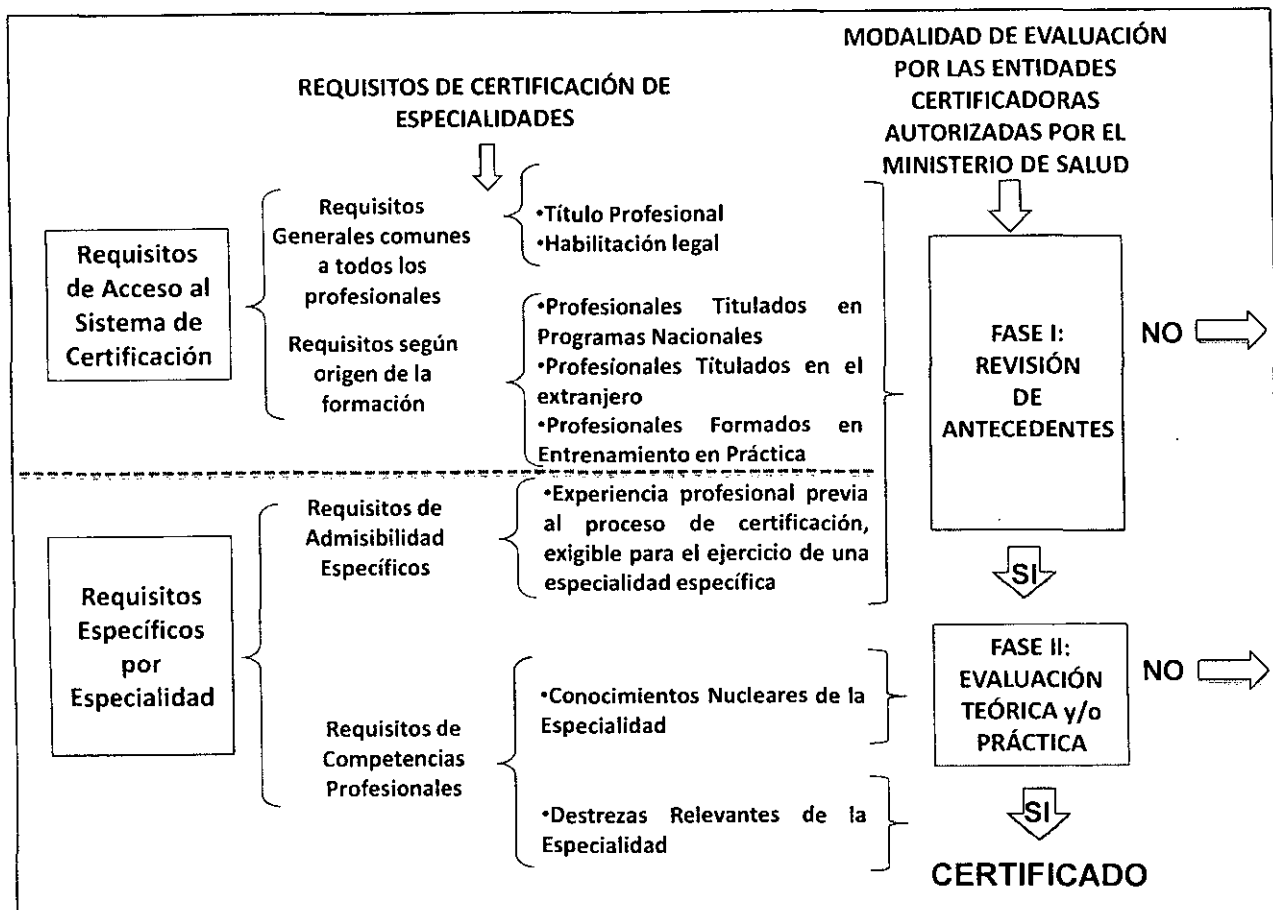 REQUISITOS DE CERTIFICACIÓN DE
ESPECIALIDADES
MODALIDAD DE EVALUACIÓN
POR LAS ENTIDADES
CERTIFICADORAS
AUTORIZADAS POR EL
MINISTERIO DE SALUD
Requisitos
de Acceso al
Sistema de
Certificación
Requisitos
Generales comunes
a todos los
profesionales
•Título Profesional
•Habilitación legal
Requisitos según
origen de la
formación
•Profesionales Titulados en
Programas Nacionales
•Profesionales Titulados en el
extranjero
•Profesionales Formados en
Entrenamiento en Práctica
FASE I:
REVISIÓN
DE
ANTECEDENTES
NO
SI
Requisitos
Específicos
por
Especialidad
Requisitos de
Admisibilidad
Específicos
•Experiencia profesional previa
al proceso de certificación,
exigible para el ejercicio de una
especialidad específica
Requisitos de
Competencias
Profesionales
•Conocimientos Nucleares de la
Especialidad
•Destrezas Relevantes de la
Especialidad
FASE II:
EVALUACIÓN
TEÓRICA y/o
PRÁCTICA
NO
SI
CERTIFICADO